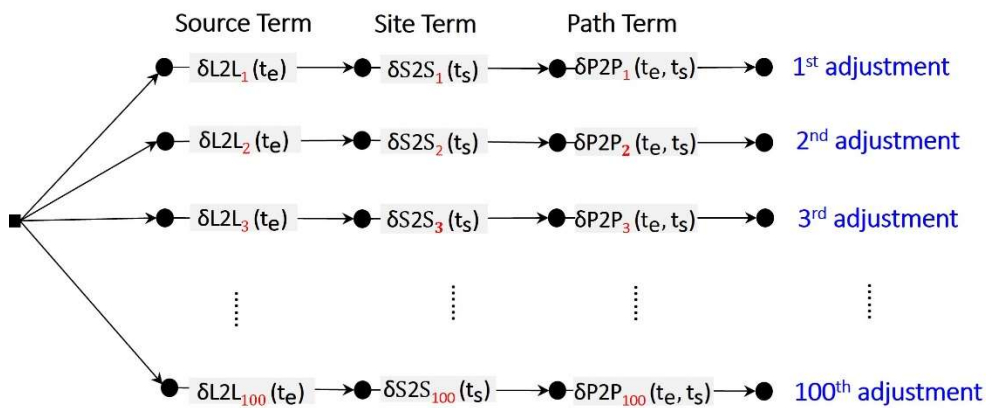 Source Term Site Term Path Term
δL2L₁(tₑ) δS2S₁(tₛ) δP2P₁(tₑ, tₛ) 1ˢᵗ adjustment
δL2L₂(tₑ) δS2S₂(tₛ) δP2P₂(tₑ, tₛ) 2ⁿᵈ adjustment
δL2L₃(tₑ) δS2S₃(tₛ) δP2P₃(tₑ, tₛ) 3ʳᵈ adjustment
δL2L₁₀₀(tₑ) δS2S₁₀₀(tₛ) δP2P₁₀₀(tₑ, tₛ) 100ᵗʰ adjustment